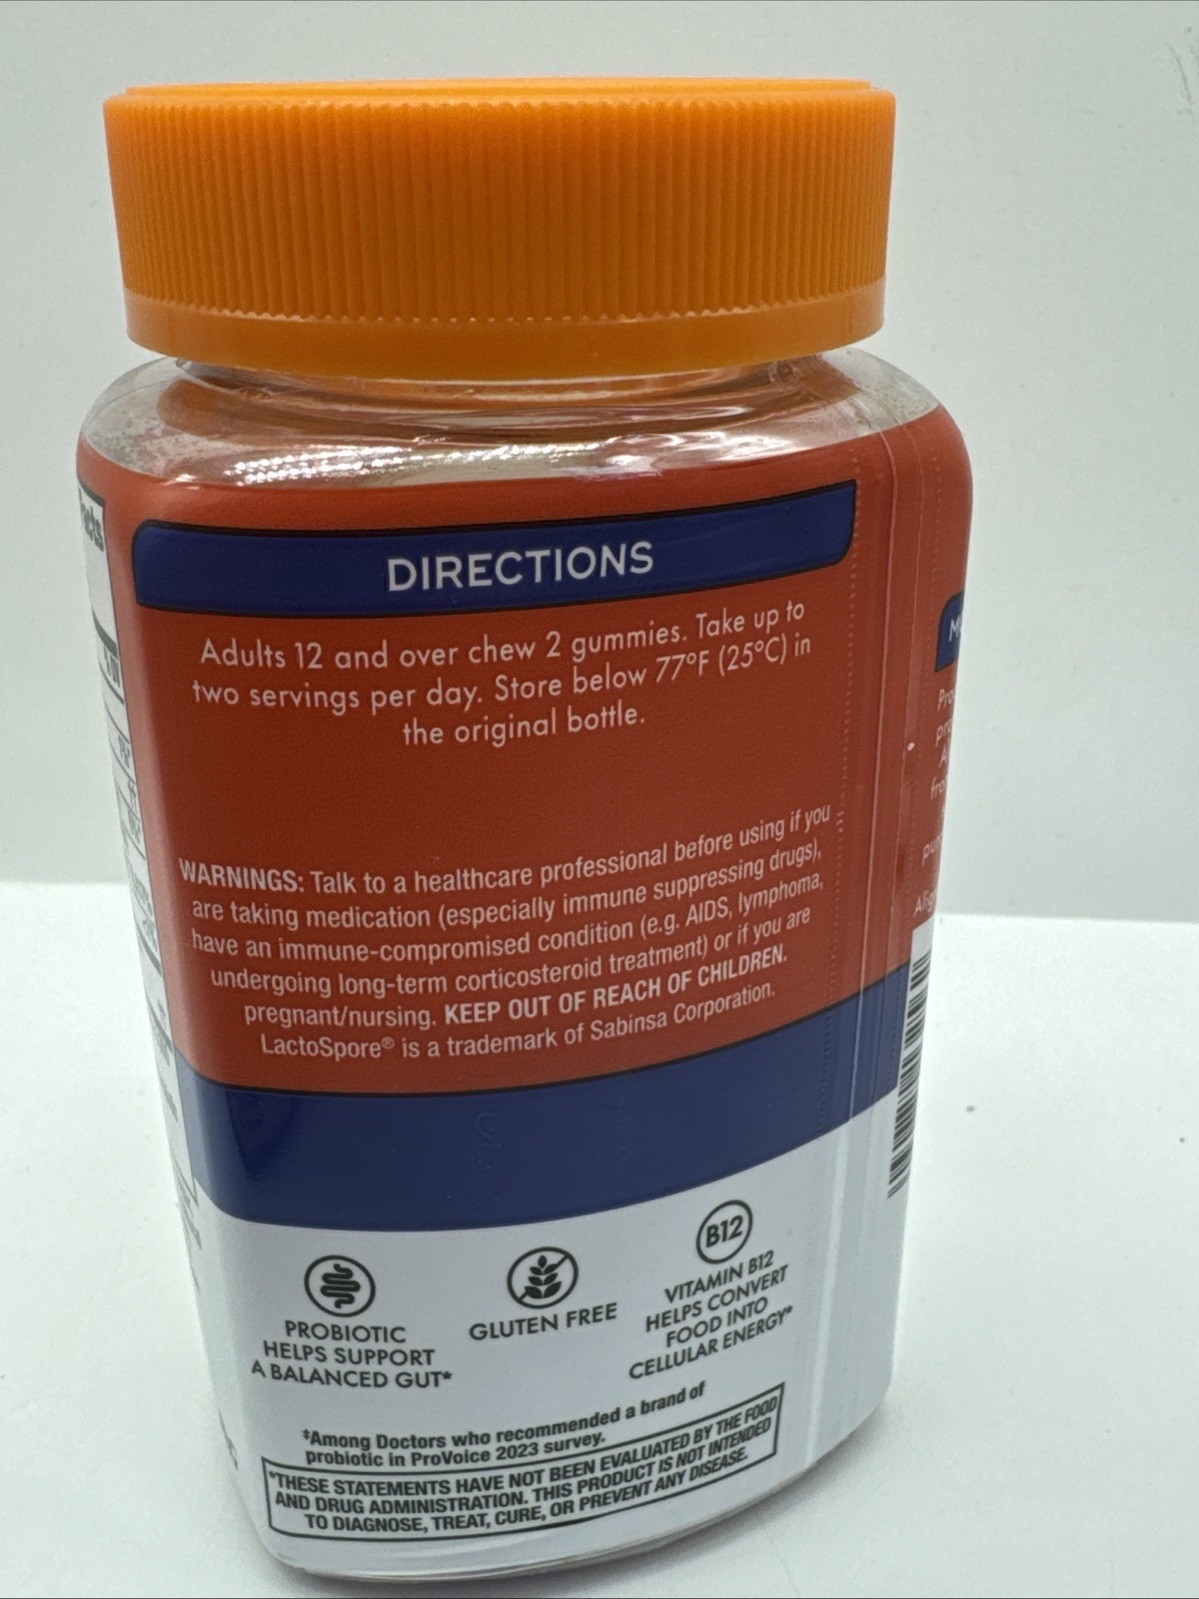 DIRECTIONS
Adults 12 and over chew 2 gummies. Take up to
two servings per day. Store below 77°F (25°C) in
the original bottle.
WARNINGS: Talk to a healthcare professional before using if you
are taking medication (especially immune suppressing drugs),
have an immune-compromised condition (e.g. AIDS, lymphoma,
undergoing long-term corticosteroid treatment) or if you are
pregnant/nursing. KEEP OUT OF REACH OF CHILDREN.
LactoSpore® is a trademark of Sabinsa Corporation.
PROBIOTIC
HELPS SUPPORT
A BALANCED GUT*
GLUTEN FREE
B12
VITAMIN B12
HELPS CONVERT
FOOD INTO
CELLULAR ENERGY*
‡Among Doctors who recommended a brand of
probiotic in ProVoice 2023 survey.
*THESE STATEMENTS HAVE NOT BEEN EVALUATED BY THE FOOD
AND DRUG ADMINISTRATION. THIS PRODUCT IS NOT INTENDED
TO DIAGNOSE, TREAT, CURE, OR PREVENT ANY DISEASE.